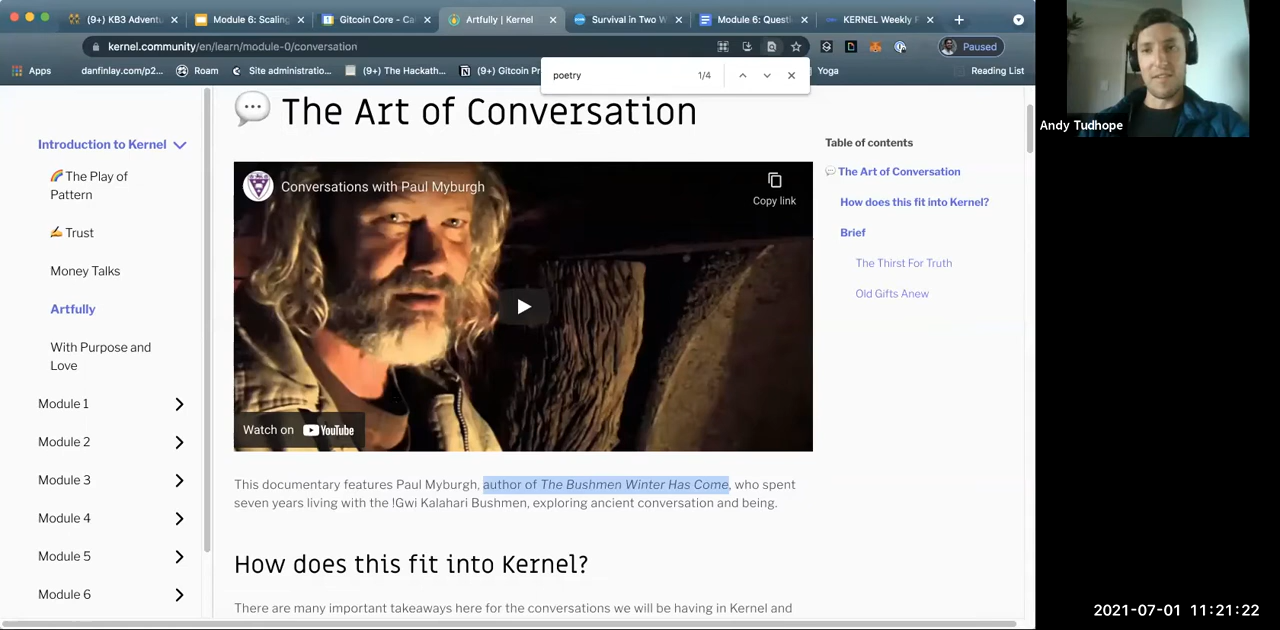 (9+) KB3 Adventu
Module 6: Scaling
Gitcoin Core - Ca
Artfully | Kernel
Survival in Two W
Module 6: Questi
KERNEL Weekly R
kernel.community/en/learn/module-0/conversation
Paused
Apps
danfinlay.com/p2...
Roam
Site administratio...
(9+) The Hackath...
(9+) Gitcoin Pr
Yoga
Reading List
poetry
1/4
Andy Tudhope
💬 The Art of Conversation
Introduction to Kernel
🌈 The Play of
Pattern
✍️ Trust
Money Talks
Artfully
With Purpose and
Love
Module 1
Module 2
Module 3
Module 4
Module 5
Module 6
Conversations with Paul Myburgh
Copy link
Watch on YouTube
This documentary features Paul Myburgh, author of The Bushmen Winter Has Come, who spent
seven years living with the !Gwi Kalahari Bushmen, exploring ancient conversation and being.
How does this fit into Kernel?
There are many important takeaways here for the conversations we will be having in Kernel and
Table of contents
💬 The Art of Conversation
How does this fit into Kernel?
Brief
The Thirst For Truth
Old Gifts Anew
2021-07-01 11:21:22